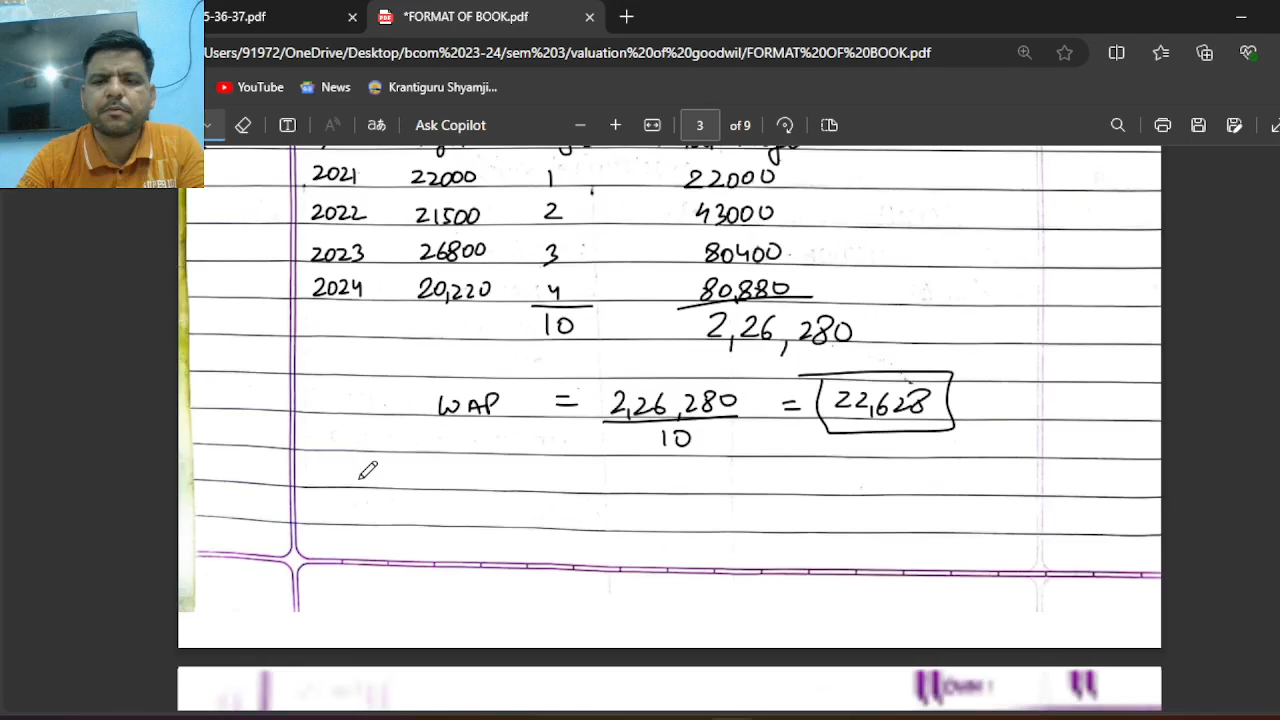 5-36-37.pdf
*FORMAT OF BOOK.pdf
Users/91972/OneDrive/Desktop/bcom%2023-24/sem%203/valuation%20of%20goodwil/FORMAT%20OF%20BOOK.pdf
YouTube News Krantiguru Shyamji...
aあ Ask Copilot 3 of 9
2021 22000 1 22000
2022 21500 2 43000
2023 26800 3 80400
2024 20,220 4 80,880
10 2,26,280
WAP = 2,26,280 = 22,628
10